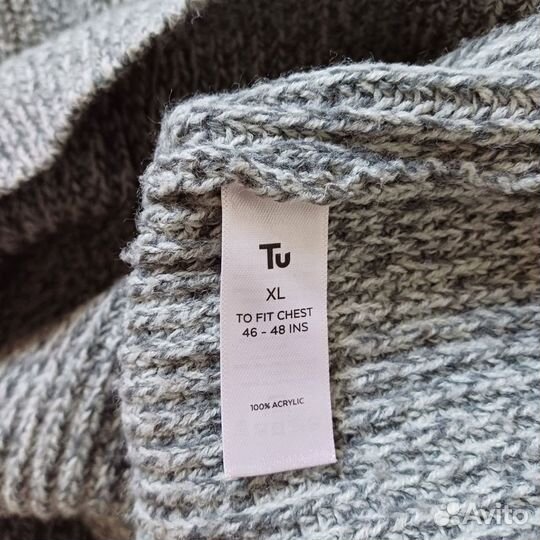 Tu
XL
TO FIT CHEST
46 - 48 INS
100% ACRYLIC
Avito